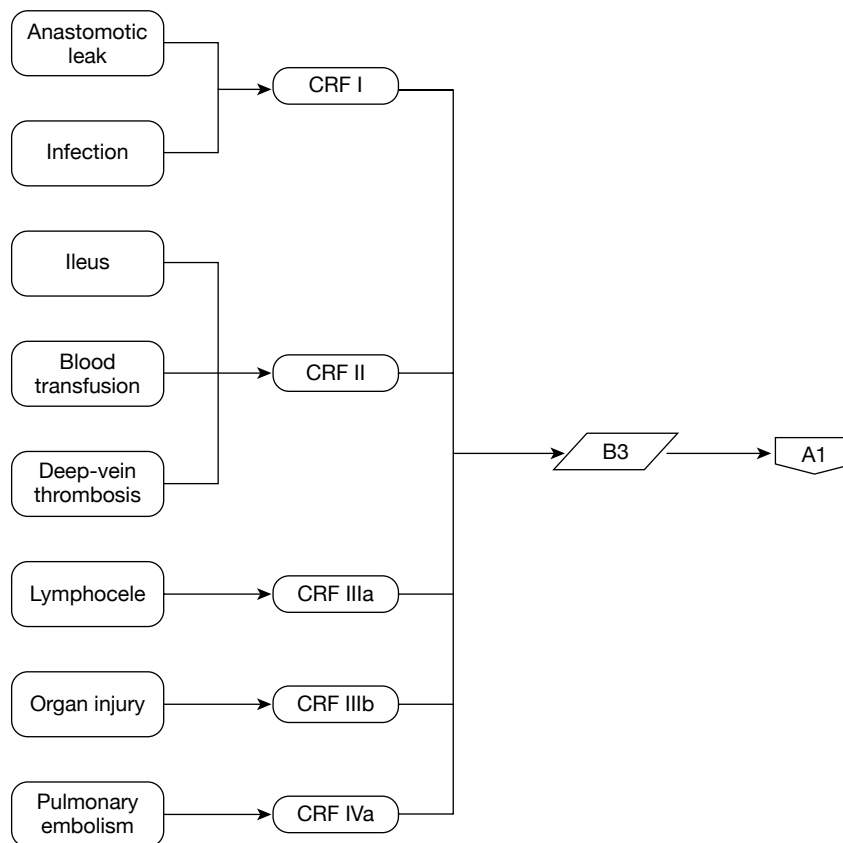 Anastomotic
leak
CRF I
Infection
Ileus
Blood
transfusion
CRF II
Deep-vein
thrombosis
B3
A1
Lymphocele
CRF IIIa
Organ injury
CRF IIIb
Pulmonary
embolism
CRF IVa